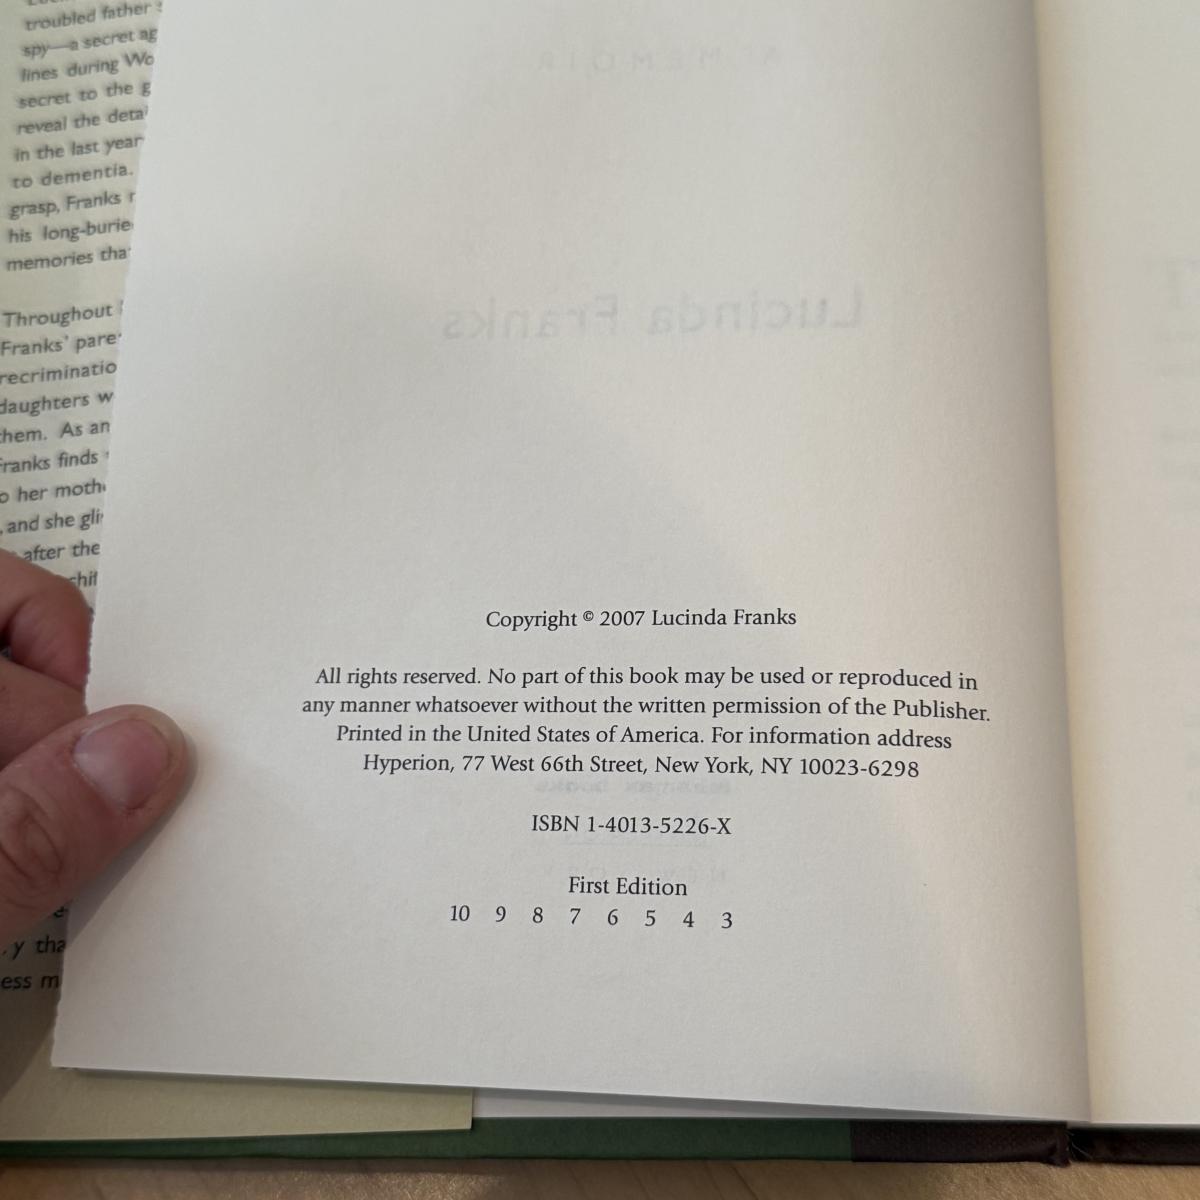 troubled father
spy—a secret ag
lines during Wo
secret to the g
reveal the deta
in the last year
to dementia.
grasp, Franks
his long-burie
memories tha
Throughout
Franks' pare
recriminatio
daughters w
them. As an
Franks finds
o her moth
, and she gli
after the
y tha
ess m
A MEMOIR
Lucinda Franks
Copyright © 2007 Lucinda Franks
All rights reserved. No part of this book may be used or reproduced in
any manner whatsoever without the written permission of the Publisher.
Printed in the United States of America. For information address
Hyperion, 77 West 66th Street, New York, NY 10023-6298
ISBN 1-4013-5226-X
First Edition
10 9 8 7 6 5 4 3